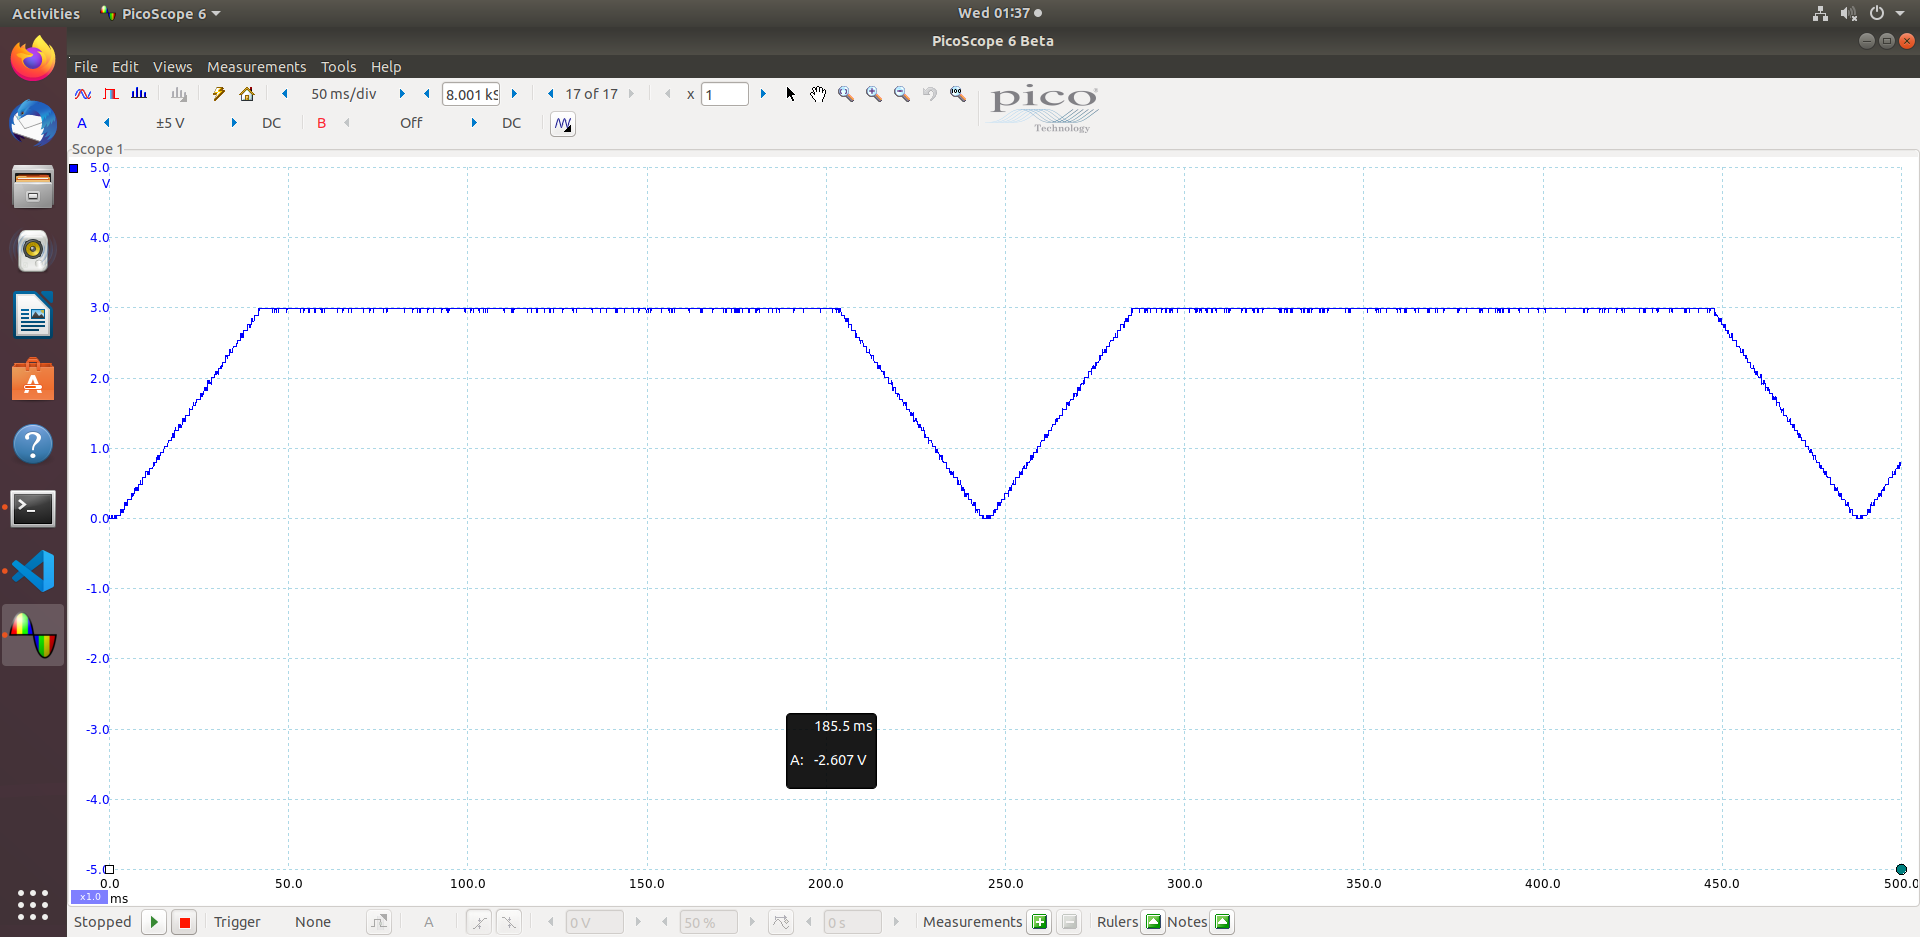 Activities PicoScope 6 Wed 01:37
PicoScope 6 Beta
File Edit Views Measurements Tools Help
50 ms/div 8.001 kS 17 of 17 x 1
pico
Technology
A ±5 V DC B Off DC
Scope 1
5.0
V
4.0
3.0
2.0
1.0
0.0
-1.0
-2.0
-3.0
-4.0
-5.0
185.5 ms
A: -2.607 V
0.0 50.0 100.0 150.0 200.0 250.0 300.0 350.0 400.0 450.0 500.0
x1.0 ms
Stopped Trigger None A 0 V 50 % 0 s Measurements Rulers Notes